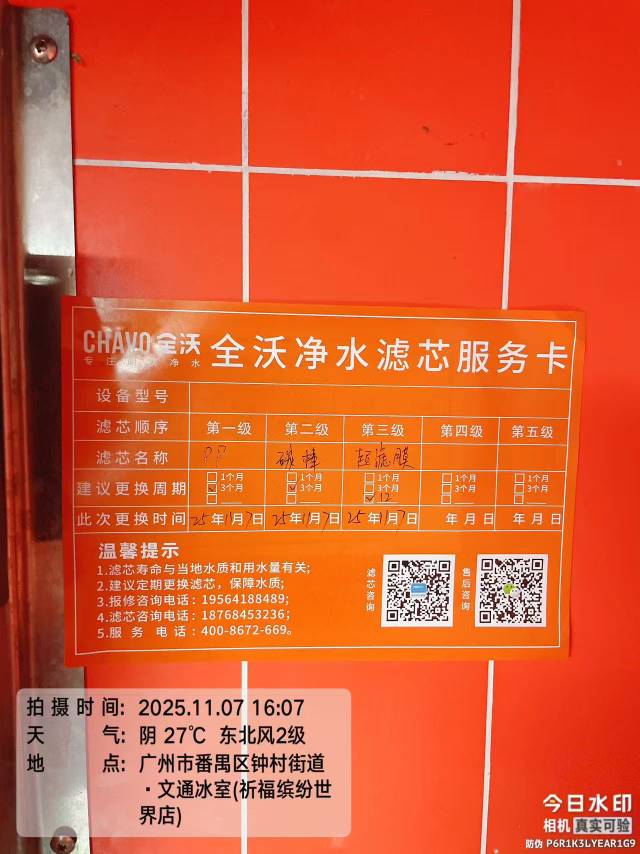 CHAVO 全沃
专注商用净水
全沃净水滤芯服务卡
设备型号
滤芯顺序 第一级 第二级 第三级 第四级 第五级
滤芯名称 PP 碳棒 超滤膜
建议更换周期 □1个月 □1个月 □1个月 □1个月 □1个月
☑3个月 ☑3个月 □3个月 □3个月 □3个月
□ □ ☑12 □ □
此次更换时间 25年11月7日 25年11月7日 25年11月7日 年 月 日 年 月 日
温馨提示
1.滤芯寿命与当地水质和用水量有关;
2.建议定期更换滤芯，保障水质;
3.报修咨询电话: 19564188489;
4.滤芯咨询电话: 18768453236;
5.服务电话: 400-8672-669。
滤芯咨询
售后咨询
拍摄时间: 2025.11.07 16:07
天 气: 阴 27℃ 东北风2级
地 点: 广州市番禺区钟村街道
·文通冰室(祈福缤纷世
界店)
今日水印
相机 真实可验
防伪 P6R1K3LYEAR1G9